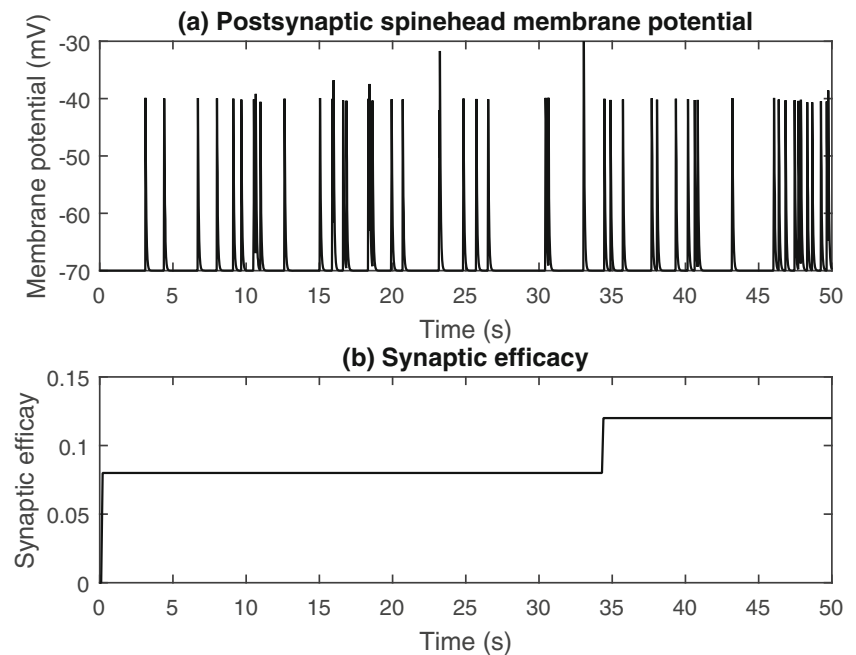 (a) Postsynaptic spinehead membrane potential
Membrane potential (mV)
-30
-40
-50
-60
-70
0 5 10 15 20 25 30 35 40 45 50
Time (s)
(b) Synaptic efficacy
Synaptic efficay
0.15
0.1
0.05
0
0 5 10 15 20 25 30 35 40 45 50
Time (s)